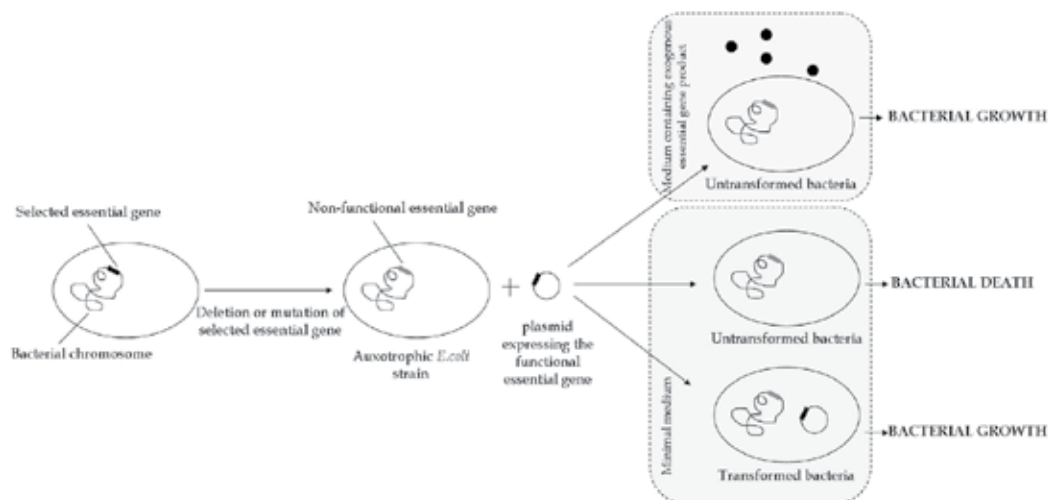 Medium containing exogenous
essential gene product
BACTERIAL GROWTH
Untransformed bacteria
Selected essential gene
Non-functional essential gene
Deletion or mutation of
selected essential gene
Bacterial chromosome
Auxotrophic E.coli
strain
+
plasmid
expressing the
functional
essential gene
Minimal medium
BACTERIAL DEATH
Untransformed bacteria
BACTERIAL GROWTH
Transformed bacteria